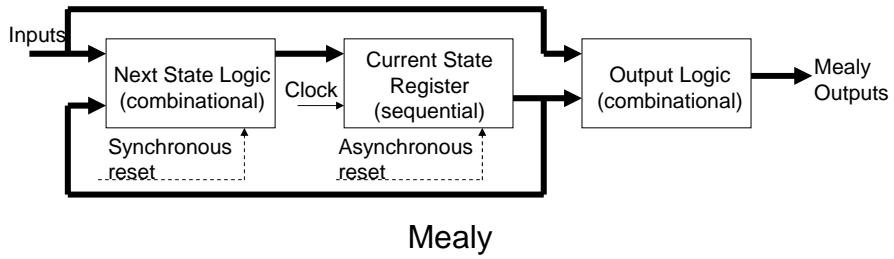 Inputs
Next State Logic
(combinational)
Clock
Current State
Register
(sequential)
Output Logic
(combinational)
Mealy
Outputs
Synchronous
reset
Asynchronous
reset
Mealy